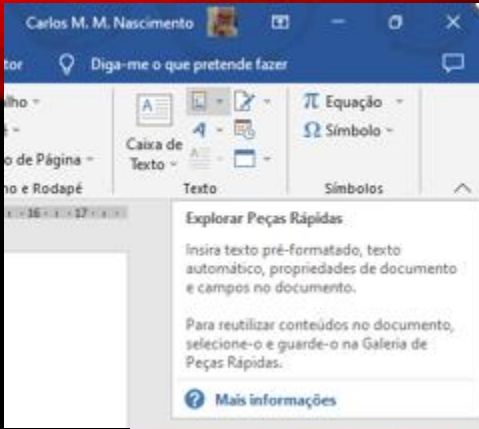 Carlos M. M. Nascimento
tor
Diga-me o que pretende fazer
lho
Caixa de
Texto
π Equação
Ω Símbolo
o de Página
ho e Rodapé
Texto
Símbolos
16 17
Explorar Peças Rápidas
Insira texto pré-formatado, texto
automático, propriedades de documento
e campos no documento.
Para reutilizar conteúdos no documento,
selecione-o e guarde-o na Galeria de
Peças Rápidas.
Mais informações